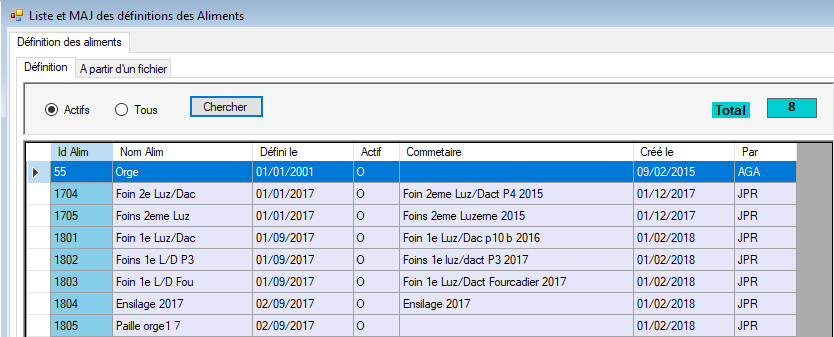 Liste et MAJ des définitions des Aliments
Définition des aliments
Définition A partir d'un fichier
Actifs Tous Chercher Total 8
Id Alim Nom Alim Défini le Actif Commetaire Créé le Par
55 Orge 01/01/2001 O 09/02/2015 AGA
1704 Foin 2e Luz/Dac 01/01/2017 O Foin 2eme Luz/Dact P4 2015 01/12/2017 JPR
1705 Foins 2eme Luz 01/01/2017 O Foins 2eme Luzerne 2015 01/12/2017 JPR
1801 Foin 1e Luz/Dac 01/09/2017 O Foin 1e Luz/Dac p10 b 2016 01/02/2018 JPR
1802 Foins 1e L/D P3 01/09/2017 O Foins 1e luz/dact P3 2017 01/02/2018 JPR
1803 Foin 1e L/D Fou 01/09/2017 O Foin 1e Luz/Dact Fourcadier 2017 01/02/2018 JPR
1804 Ensilage 2017 02/09/2017 O Ensilage 2017 01/02/2018 JPR
1805 Paille orge1 7 02/09/2017 O 01/02/2018 JPR